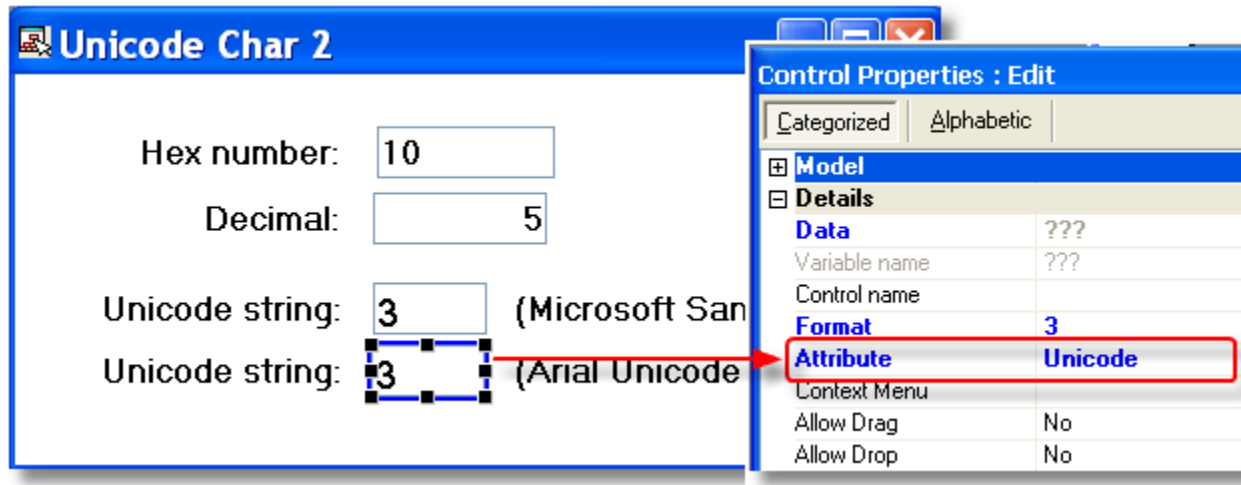 Unicode Char 2
Hex number: 10
Decimal: 5
Unicode string: 3 (Microsoft San
Unicode string: 3 (Arial Unicode
Control Properties : Edit
Categorized Alphabetic
Model
Details
Data ???
Variable name ???
Control name
Format 3
Attribute Unicode
Context Menu
Allow Drag No
Allow Drop No